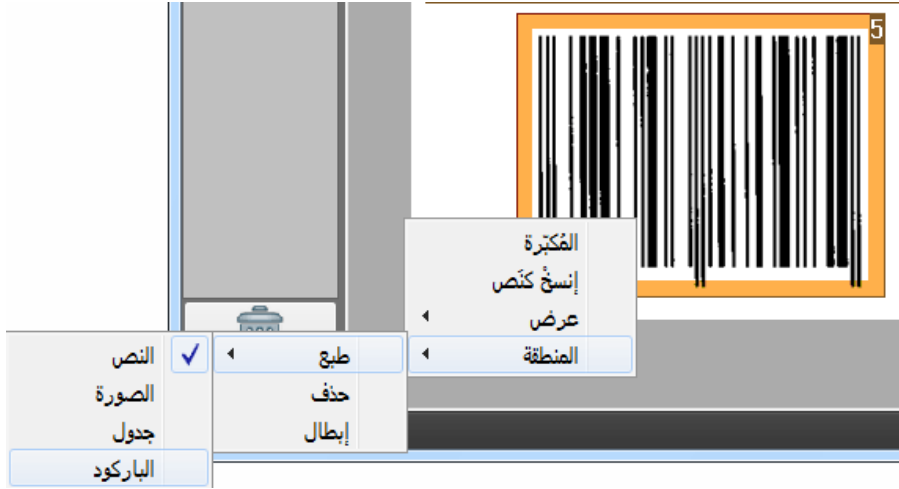 5
المُكبّرة
إنسخْ كنَص
عرض
المنطقة
طبع
حذف
إبطال
النص
الصورة
جدول
الباركود